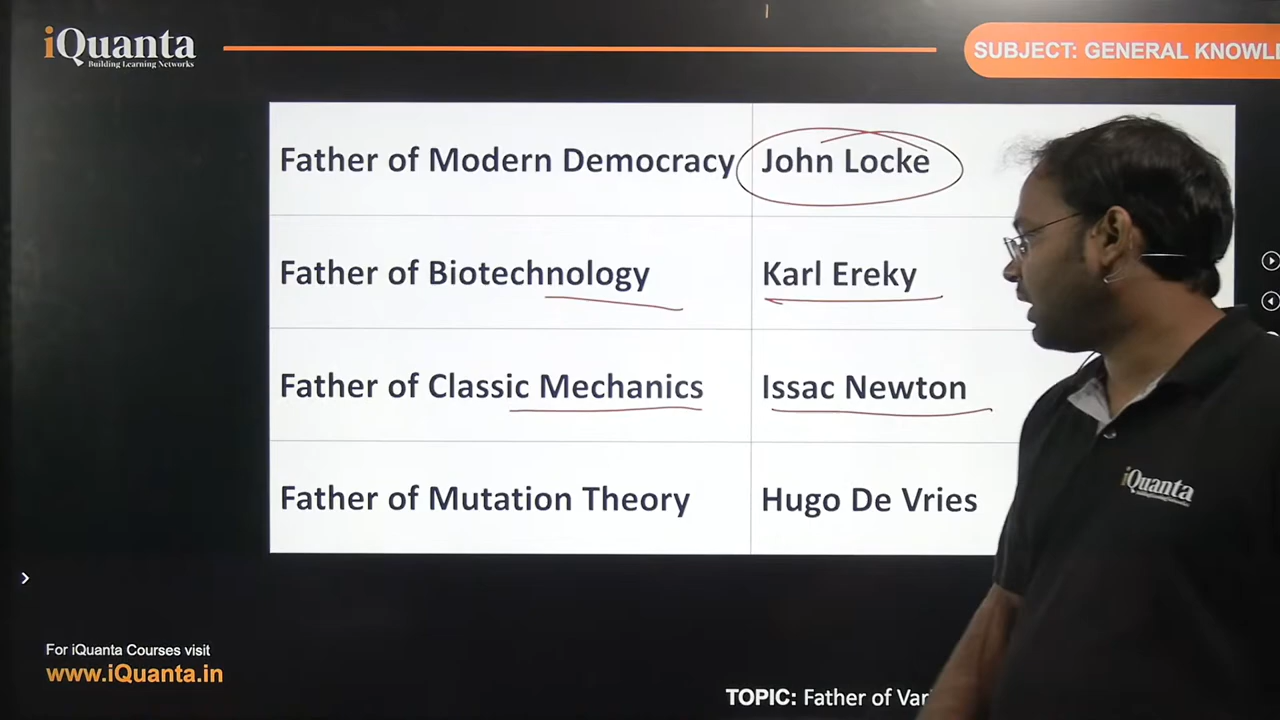 iQuanta
Building Learning Networks
SUBJECT: GENERAL
Father of Modern Democracy John Locke
Father of Biotechnology Karl Ereky
Father of Classic Mechanics Issac Newton
Father of Mutation Theory Hugo De Vries
iQuanta
For iQuanta Courses visit
www.iQuanta.in
TOPIC: Father of